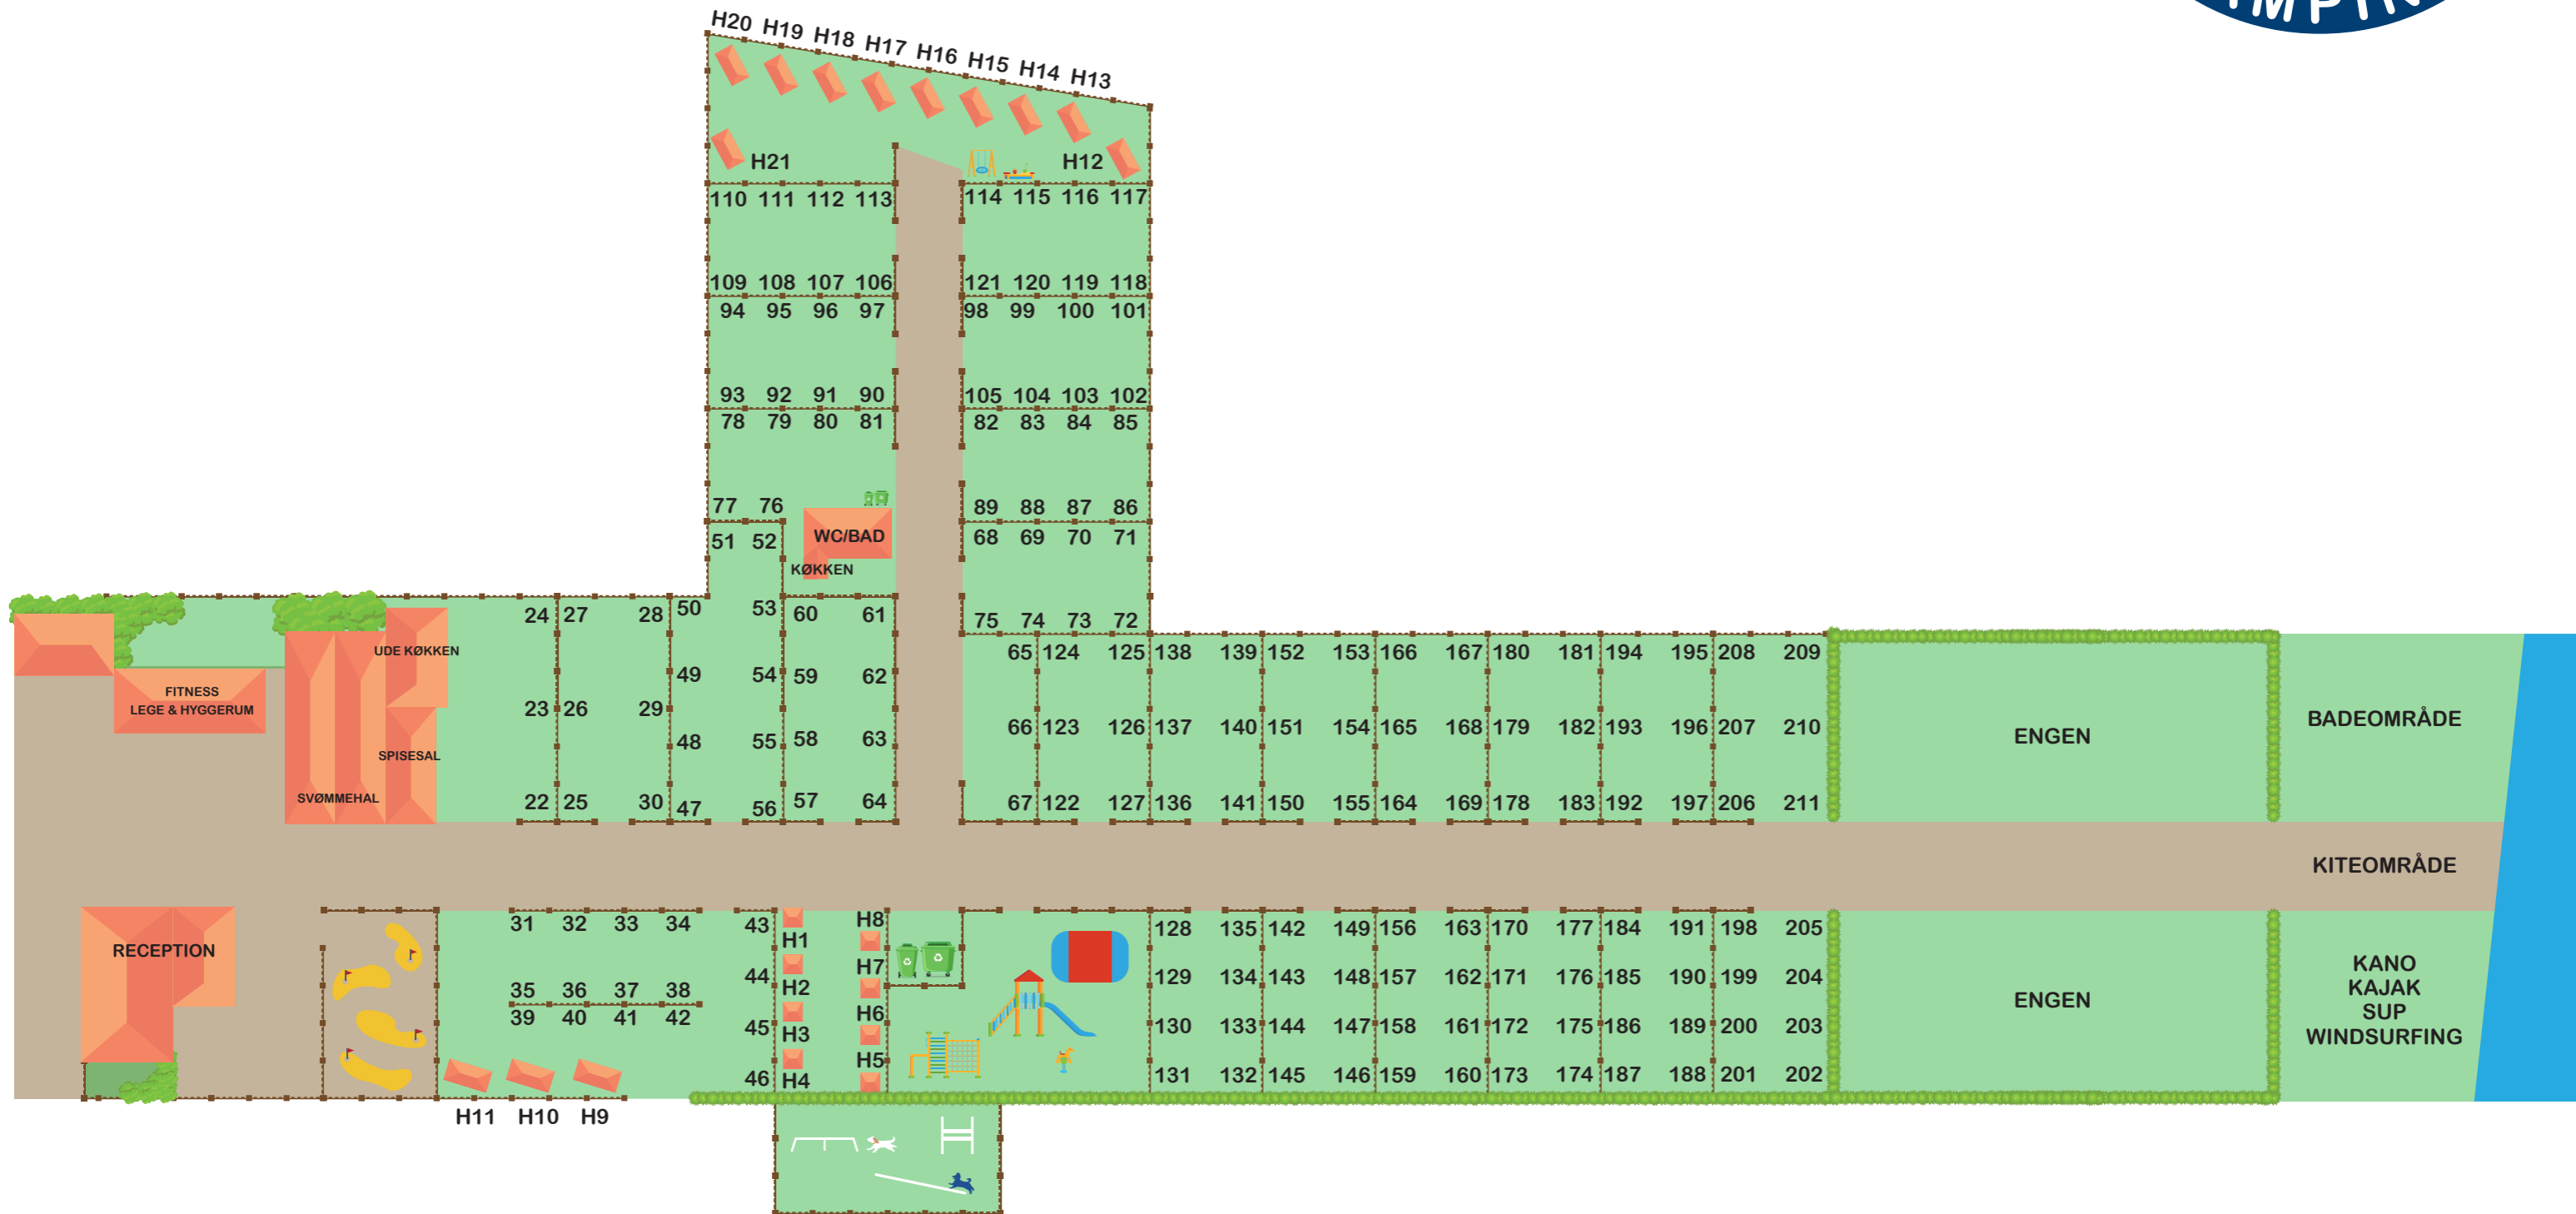 MPIN
H20 H19 H18 H17 H16 H15 H14 H13
H21 H12
110 111 112 113 114 115 116 117
109 108 107 106 121 120 119 118
94 95 96 97 98 99 100 101
93 92 91 90 105 104 103 102
78 79 80 81 82 83 84 85
77 76 89 88 87 86
51 52 WC/BAD 68 69 70 71
KØKKEN
24 27 28 50 53 60 61 75 74 73 72
UDE KØKKEN 65 124 125 138 139 152 153 166 167 180 181 194 195 208 209
49 54 59 62
FITNESS
LEGE & HYGGERUM
23 26 29 66 123 126 137 140 151 154 165 168 179 182 193 196 207 210
48 55 58 63
SPISESAL
SVØMMEHAL
22 25 30 47 56 57 64 67 122 127 136 141 150 155 164 169 178 183 192 197 206 211
ENGEN
BADEOMRÅDE
KITEOMRÅDE
RECEPTION
31 32 33 34 43 H8 128 135 142 149 156 163 170 177 184 191 198 205
H1
H7
44 129 134 143 148 157 162 171 176 185 190 199 204
35 36 37 38 H2
39 40 41 42 H6
45 130 133 144 147 158 161 172 175 186 189 200 203
H3
H5
46 H4 131 132 145 146 159 160 173 174 187 188 201 202
ENGEN
KANO
KAJAK
SUP
WINDSURFING
H11 H10 H9